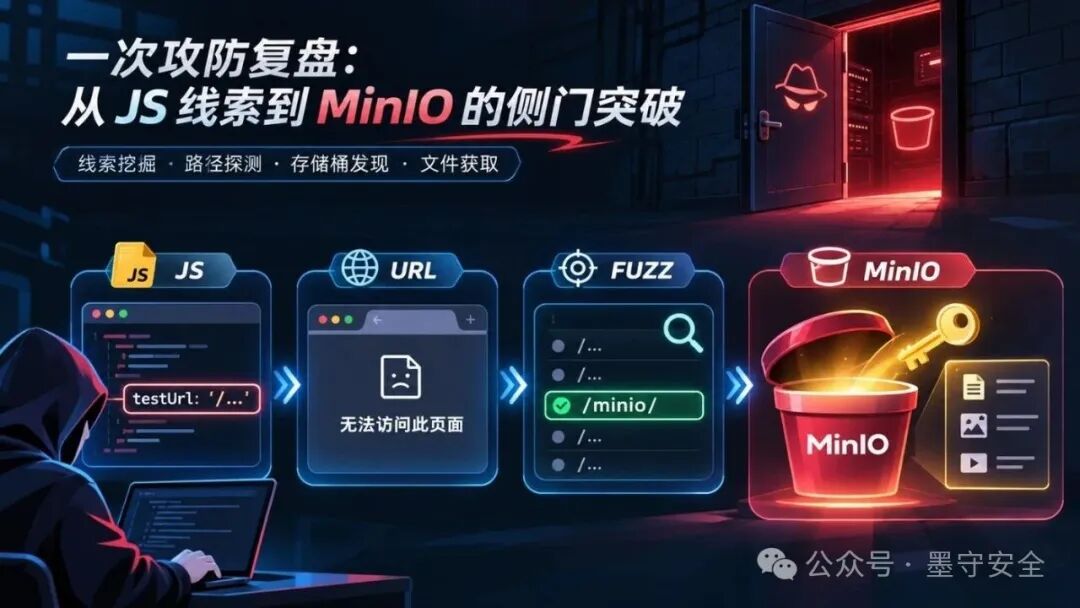 一次攻防复盘：
从 JS 线索到 MinIO 的侧门突破
线索挖掘 · 路径探测 · 存储桶发现 · 文件获取
JS
JS
testUrl: '/...'
URL
无法访问此页面
FUZZ
/...
/...
/minio/
/...
/...
MinIO
MinIO
公众号 · 墨守安全